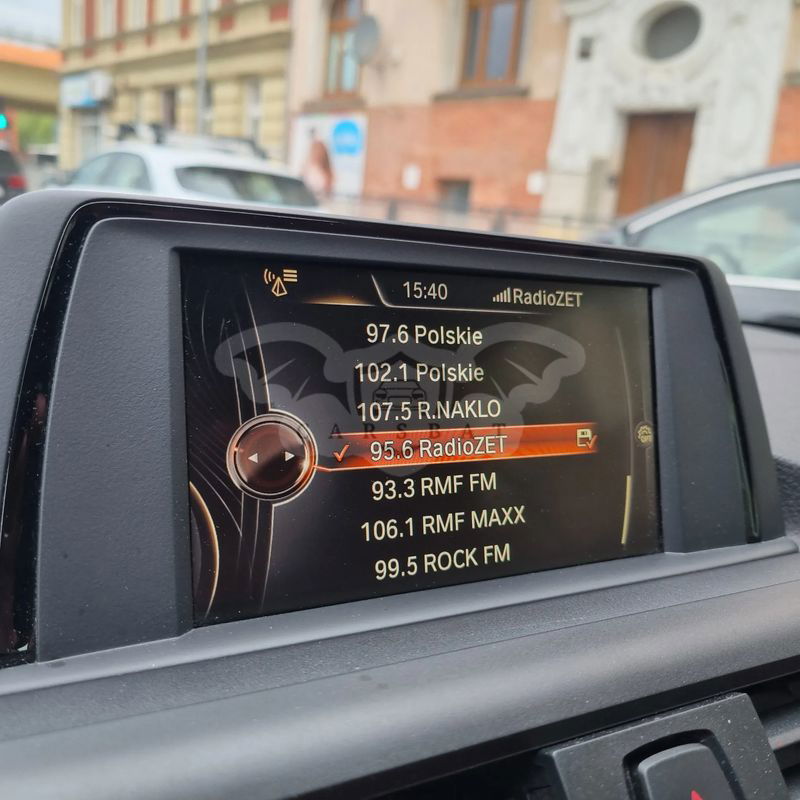 15:40
RadioZET
97.6 Polskie
102.1 Polskie
107.5 R.NAKLO
ARSBAT
95.6 RadioZET
93.3 RMF FM
106.1 RMF MAXX
99.5 ROCK FM